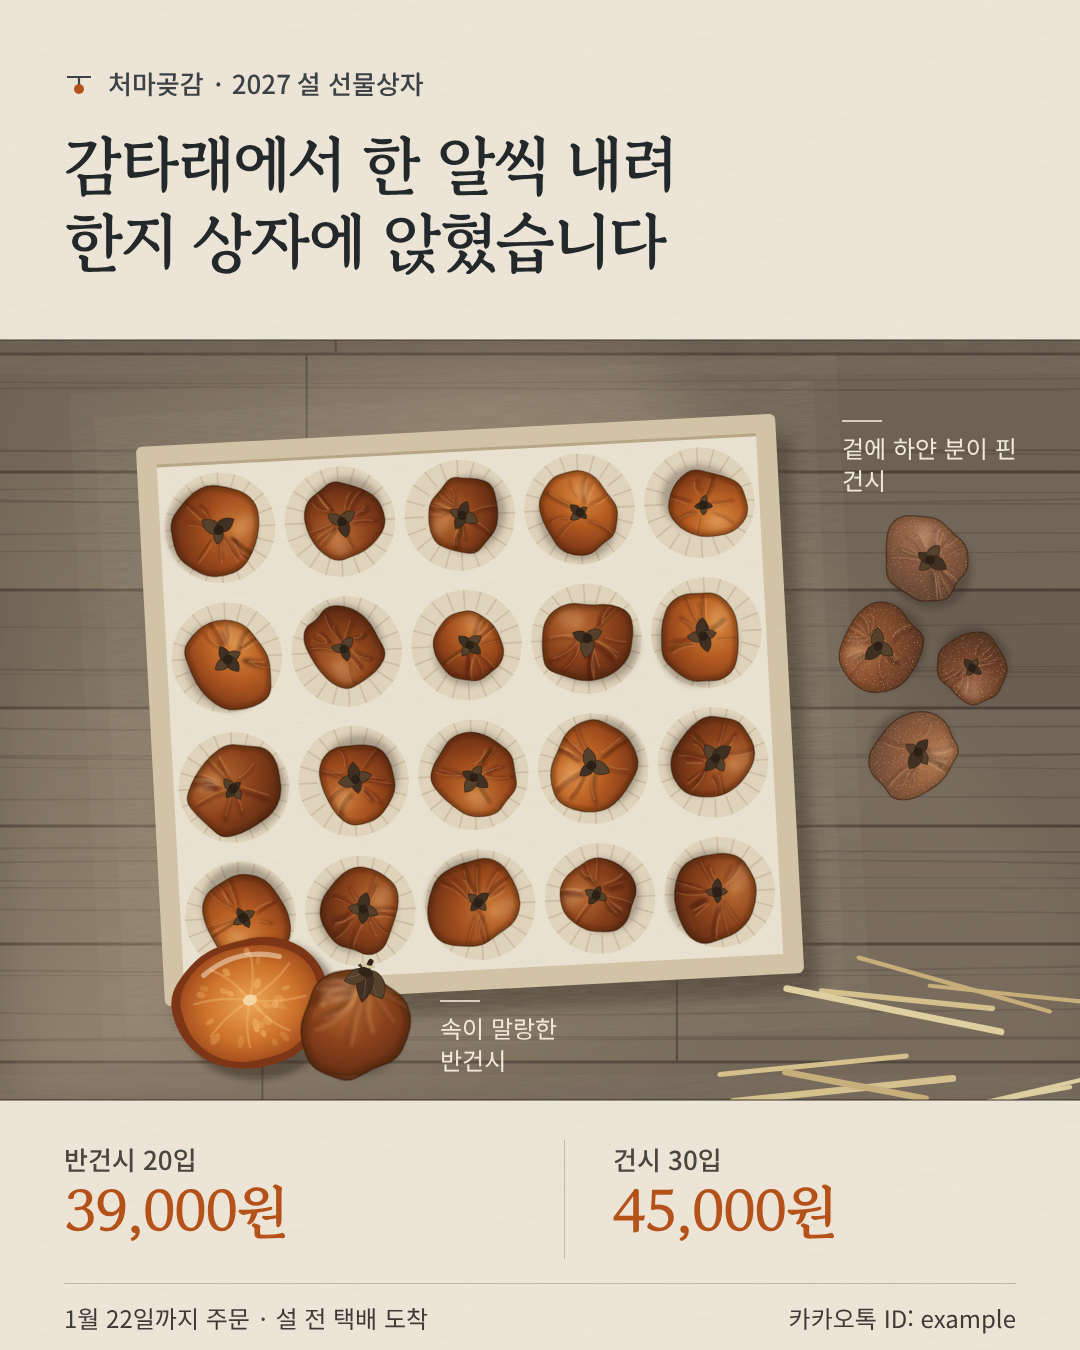 처마곶감 · 2027 설 선물상자
감타래에서 한 알씩 내려
한지 상자에 앉혔습니다
겉에 하얀 분이 핀
건시
속이 말랑한
반건시
반건시 20입
39,000원
건시 30입
45,000원
1월 22일까지 주문 · 설 전 택배 도착
카카오톡 ID: example